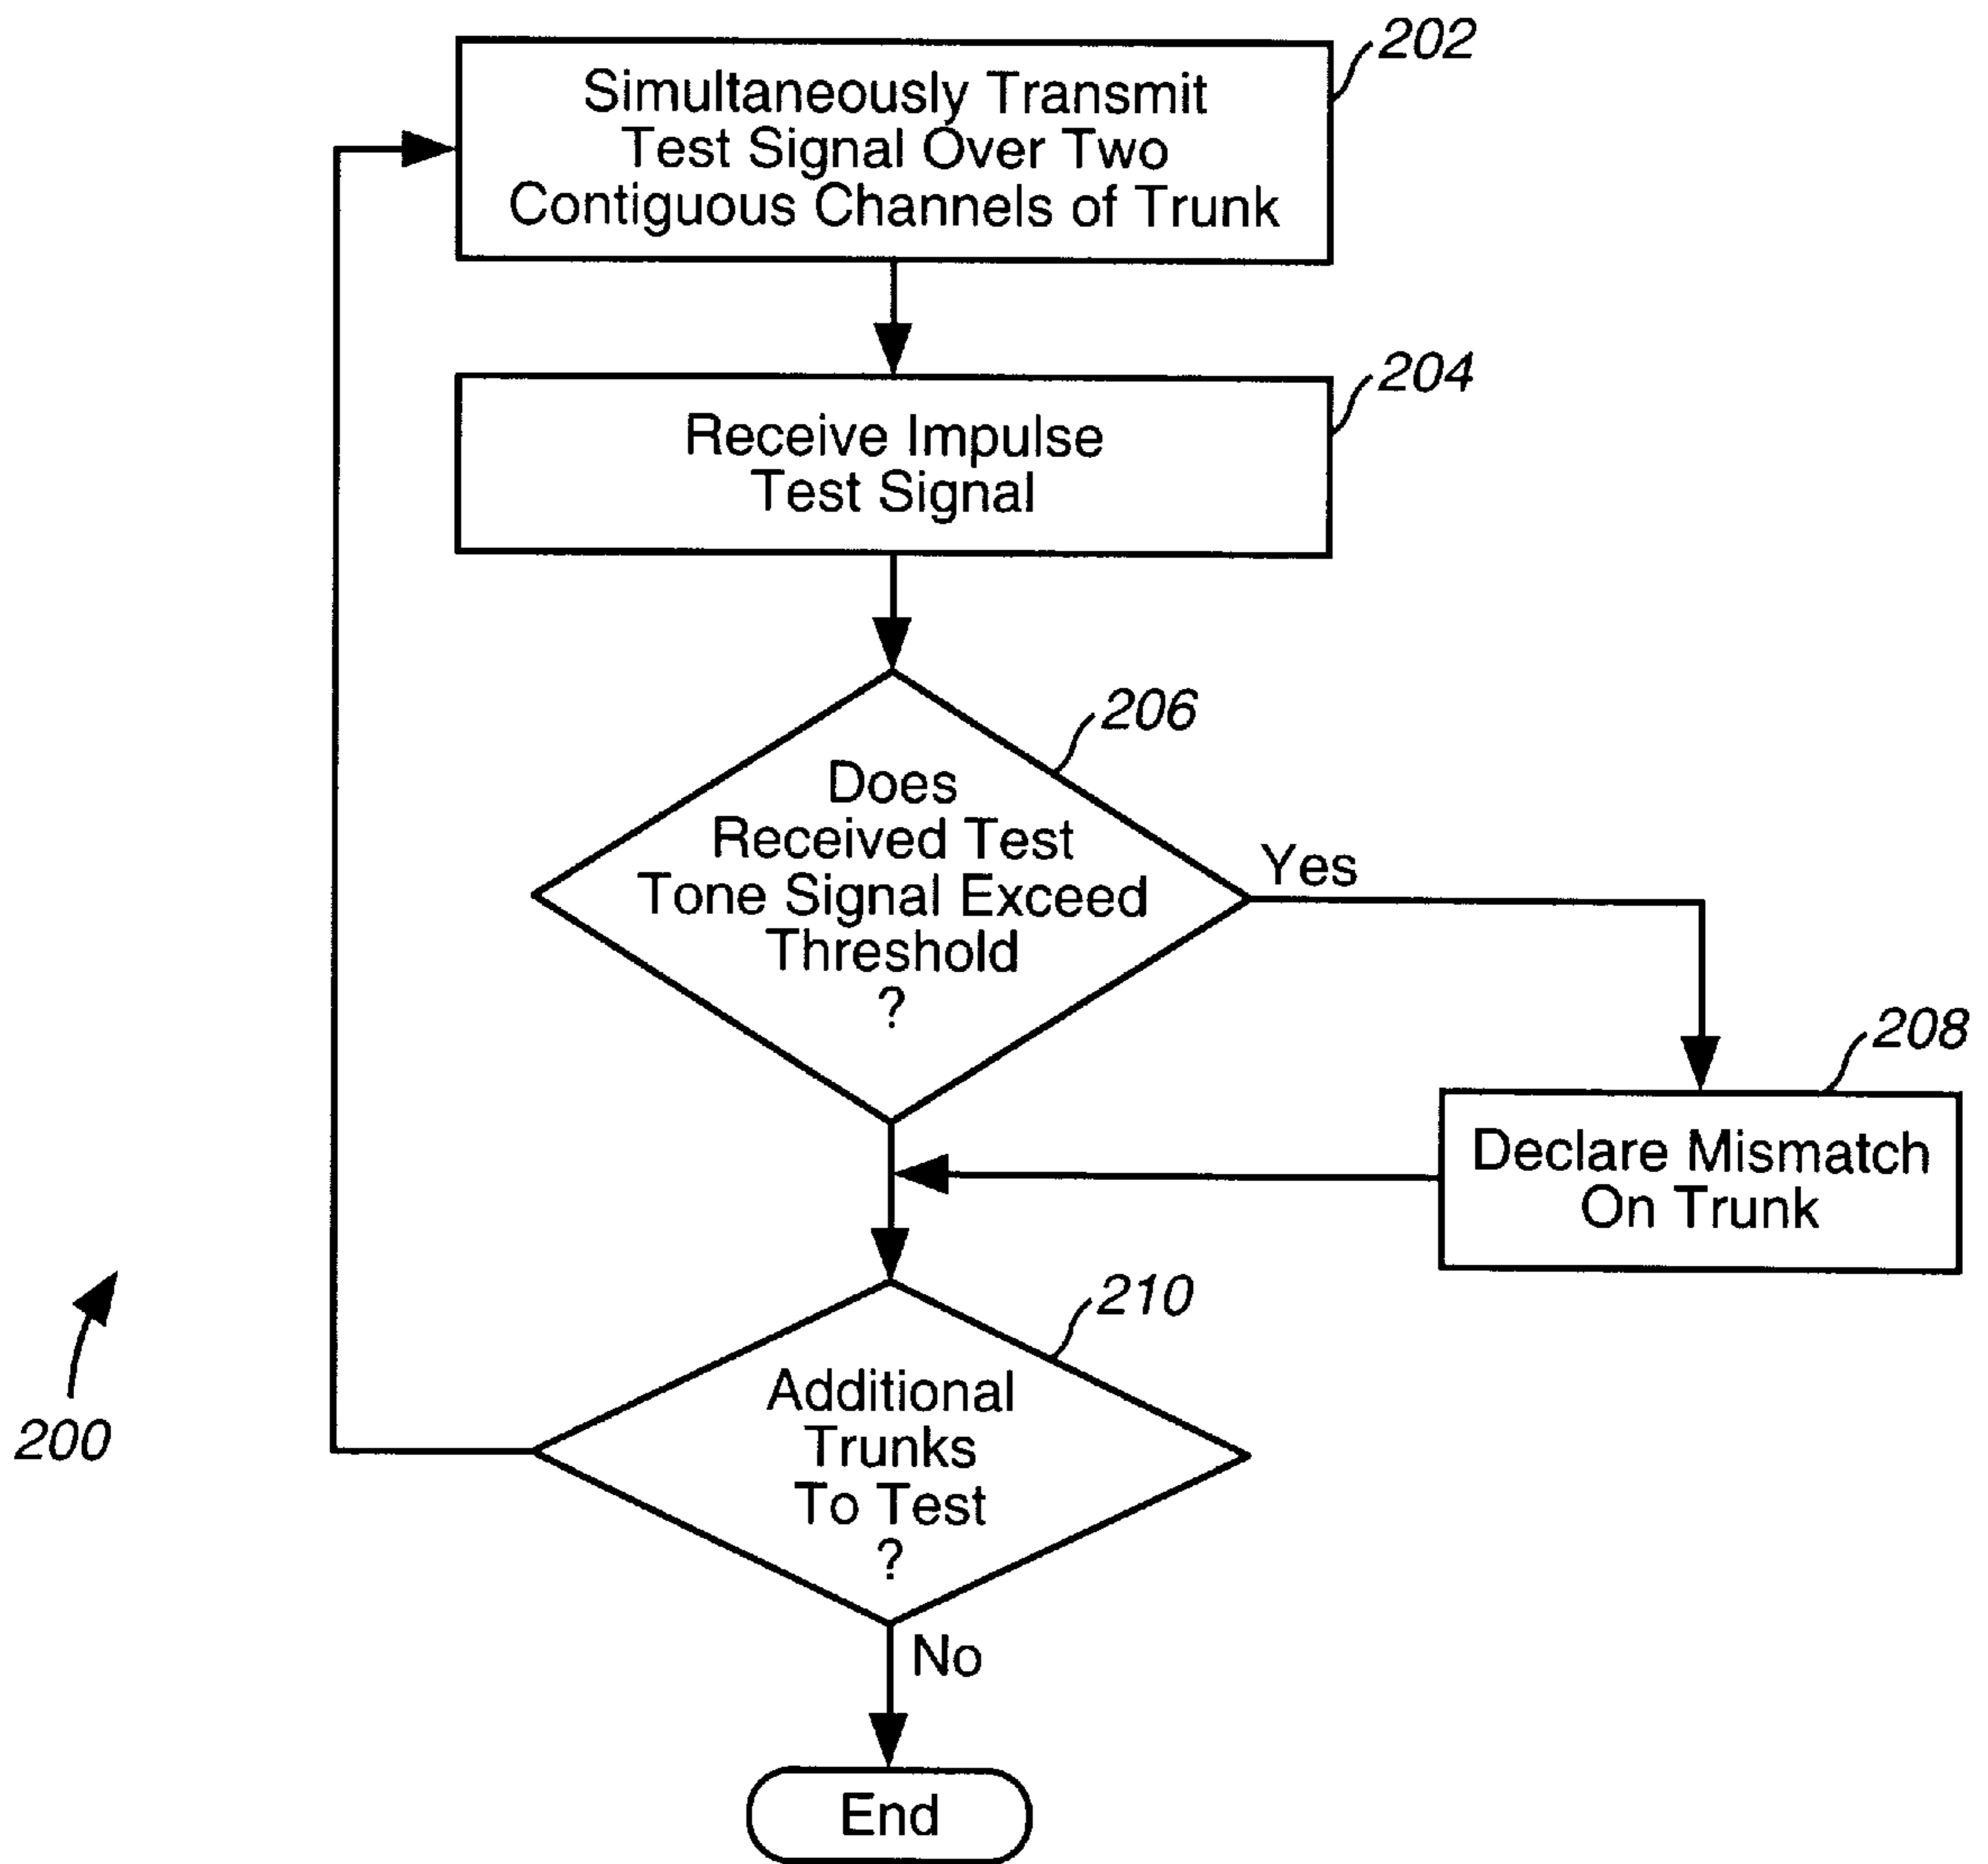 202
Simultaneously Transmit
Test Signal Over Two
Contiguous Channels of Trunk
204
Receive Impulse
Test Signal
206
Does
Received Test
Tone Signal Exceed
Threshold
?
Yes
208
Declare Mismatch
On Trunk
210
Additional
Trunks
To Test
?
200
No
End